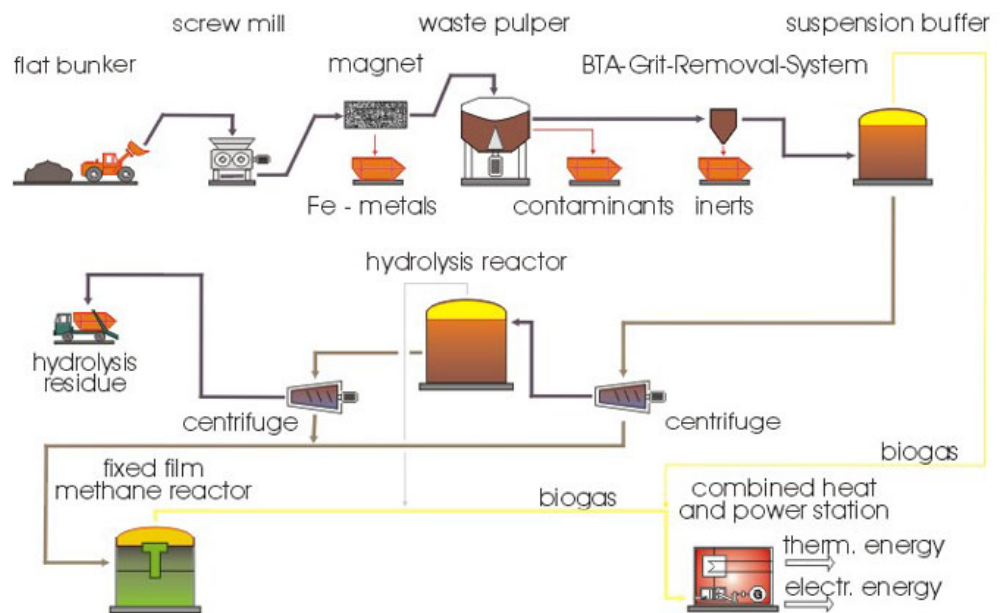 screw mill
waste pulper
suspension buffer
flat bunker
magnet
BTA-Grit-Removal-System
Fe - metals
contaminants
inerts
hydrolysis reactor
hydrolysis
residue
centrifuge
centrifuge
fixed film
methane reactor
biogas
biogas
combined heat
and power station
therm. energy
electr. energy
G